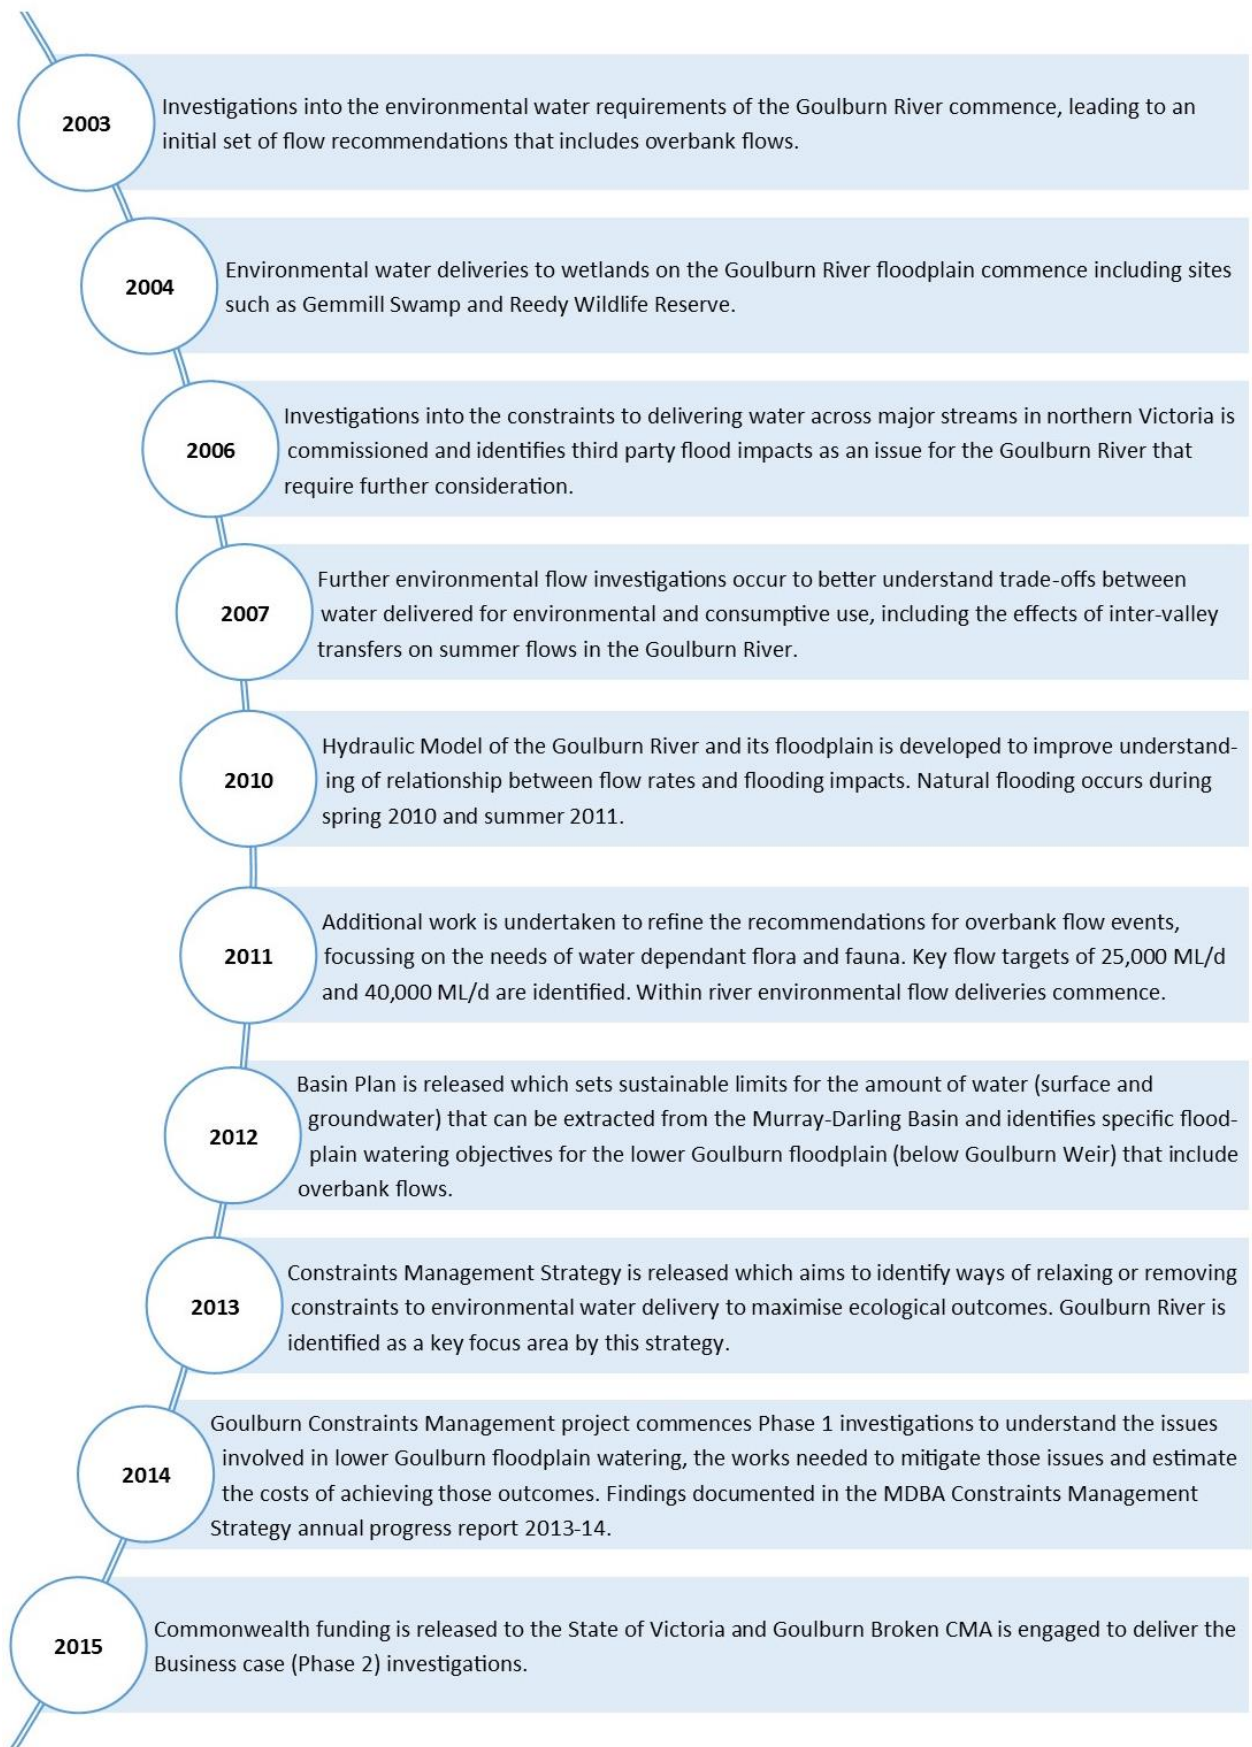 2003
Investigations into the environmental water requirements of the Goulburn River commence, leading to an
initial set of flow recommendations that includes overbank flows.
2004
Environmental water deliveries to wetlands on the Goulburn River floodplain commence including sites
such as Gemmill Swamp and Reedy Wildlife Reserve.
2006
Investigations into the constraints to delivering water across major streams in northern Victoria is
commissioned and identifies third party flood impacts as an issue for the Goulburn River that
require further consideration.
2007
Further environmental flow investigations occur to better understand trade-offs between
water delivered for environmental and consumptive use, including the effects of inter-valley
transfers on summer flows in the Goulburn River.
2010
Hydraulic Model of the Goulburn River and its floodplain is developed to improve understand-
ing of relationship between flow rates and flooding impacts. Natural flooding occurs during
spring 2010 and summer 2011.
2011
Additional work is undertaken to refine the recommendations for overbank flow events,
focussing on the needs of water dependant flora and fauna. Key flow targets of 25,000 ML/d
and 40,000 ML/d are identified. Within river environmental flow deliveries commence.
2012
Basin Plan is released which sets sustainable limits for the amount of water (surface and
groundwater) that can be extracted from the Murray-Darling Basin and identifies specific flood-
plain watering objectives for the lower Goulburn floodplain (below Goulburn Weir) that include
overbank flows.
2013
Constraints Management Strategy is released which aims to identify ways of relaxing or removing
constraints to environmental water delivery to maximise ecological outcomes. Goulburn River is
identified as a key focus area by this strategy.
2014
Goulburn Constraints Management project commences Phase 1 investigations to understand the issues
involved in lower Goulburn floodplain watering, the works needed to mitigate those issues and estimate
the costs of achieving those outcomes. Findings documented in the MDBA Constraints Management
Strategy annual progress report 2013-14.
2015
Commonwealth funding is released to the State of Victoria and Goulburn Broken CMA is engaged to deliver the
Business case (Phase 2) investigations.